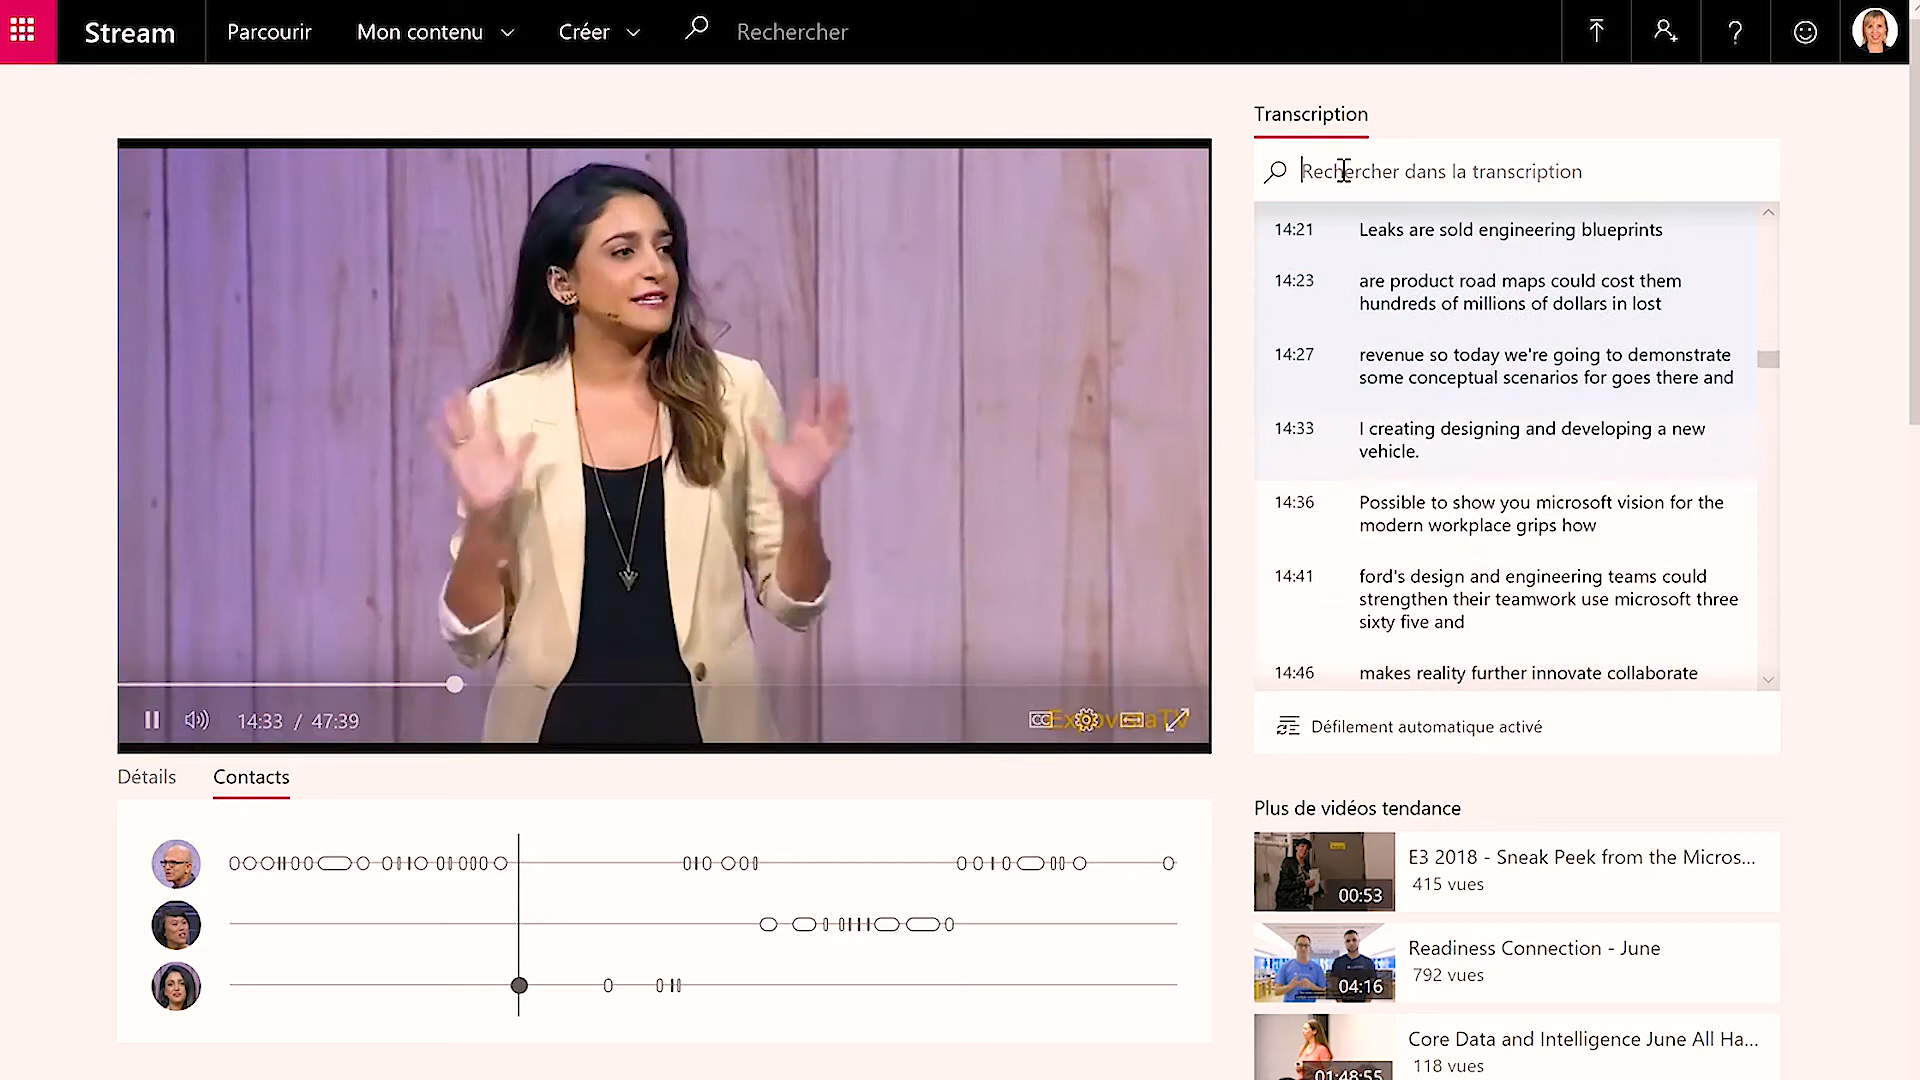 Stream
Parcourir
Mon contenu
Créer
Rechercher
Transcription
Rechercher dans la transcription
14:21 Leaks are sold engineering blueprints
14:23 are product road maps could cost them
hundreds of millions of dollars in lost
14:27 revenue so today we're going to demonstrate
some conceptual scenarios for goes there and
14:33 I creating designing and developing a new
vehicle.
14:36 Possible to show you microsoft vision for the
modern workplace grips how
14:41 ford's design and engineering teams could
strengthen their teamwork use microsoft three
sixty five and
14:46 makes reality further innovate collaborate
Défilement automatique activé
14:33 / 47:39
CC
Détails
Contacts
Plus de vidéos tendance
00:53
E3 2018 - Sneak Peek from the Micros...
415 vues
04:16
Readiness Connection - June
792 vues
01:48:55
Core Data and Intelligence June All Ha...
118 vues